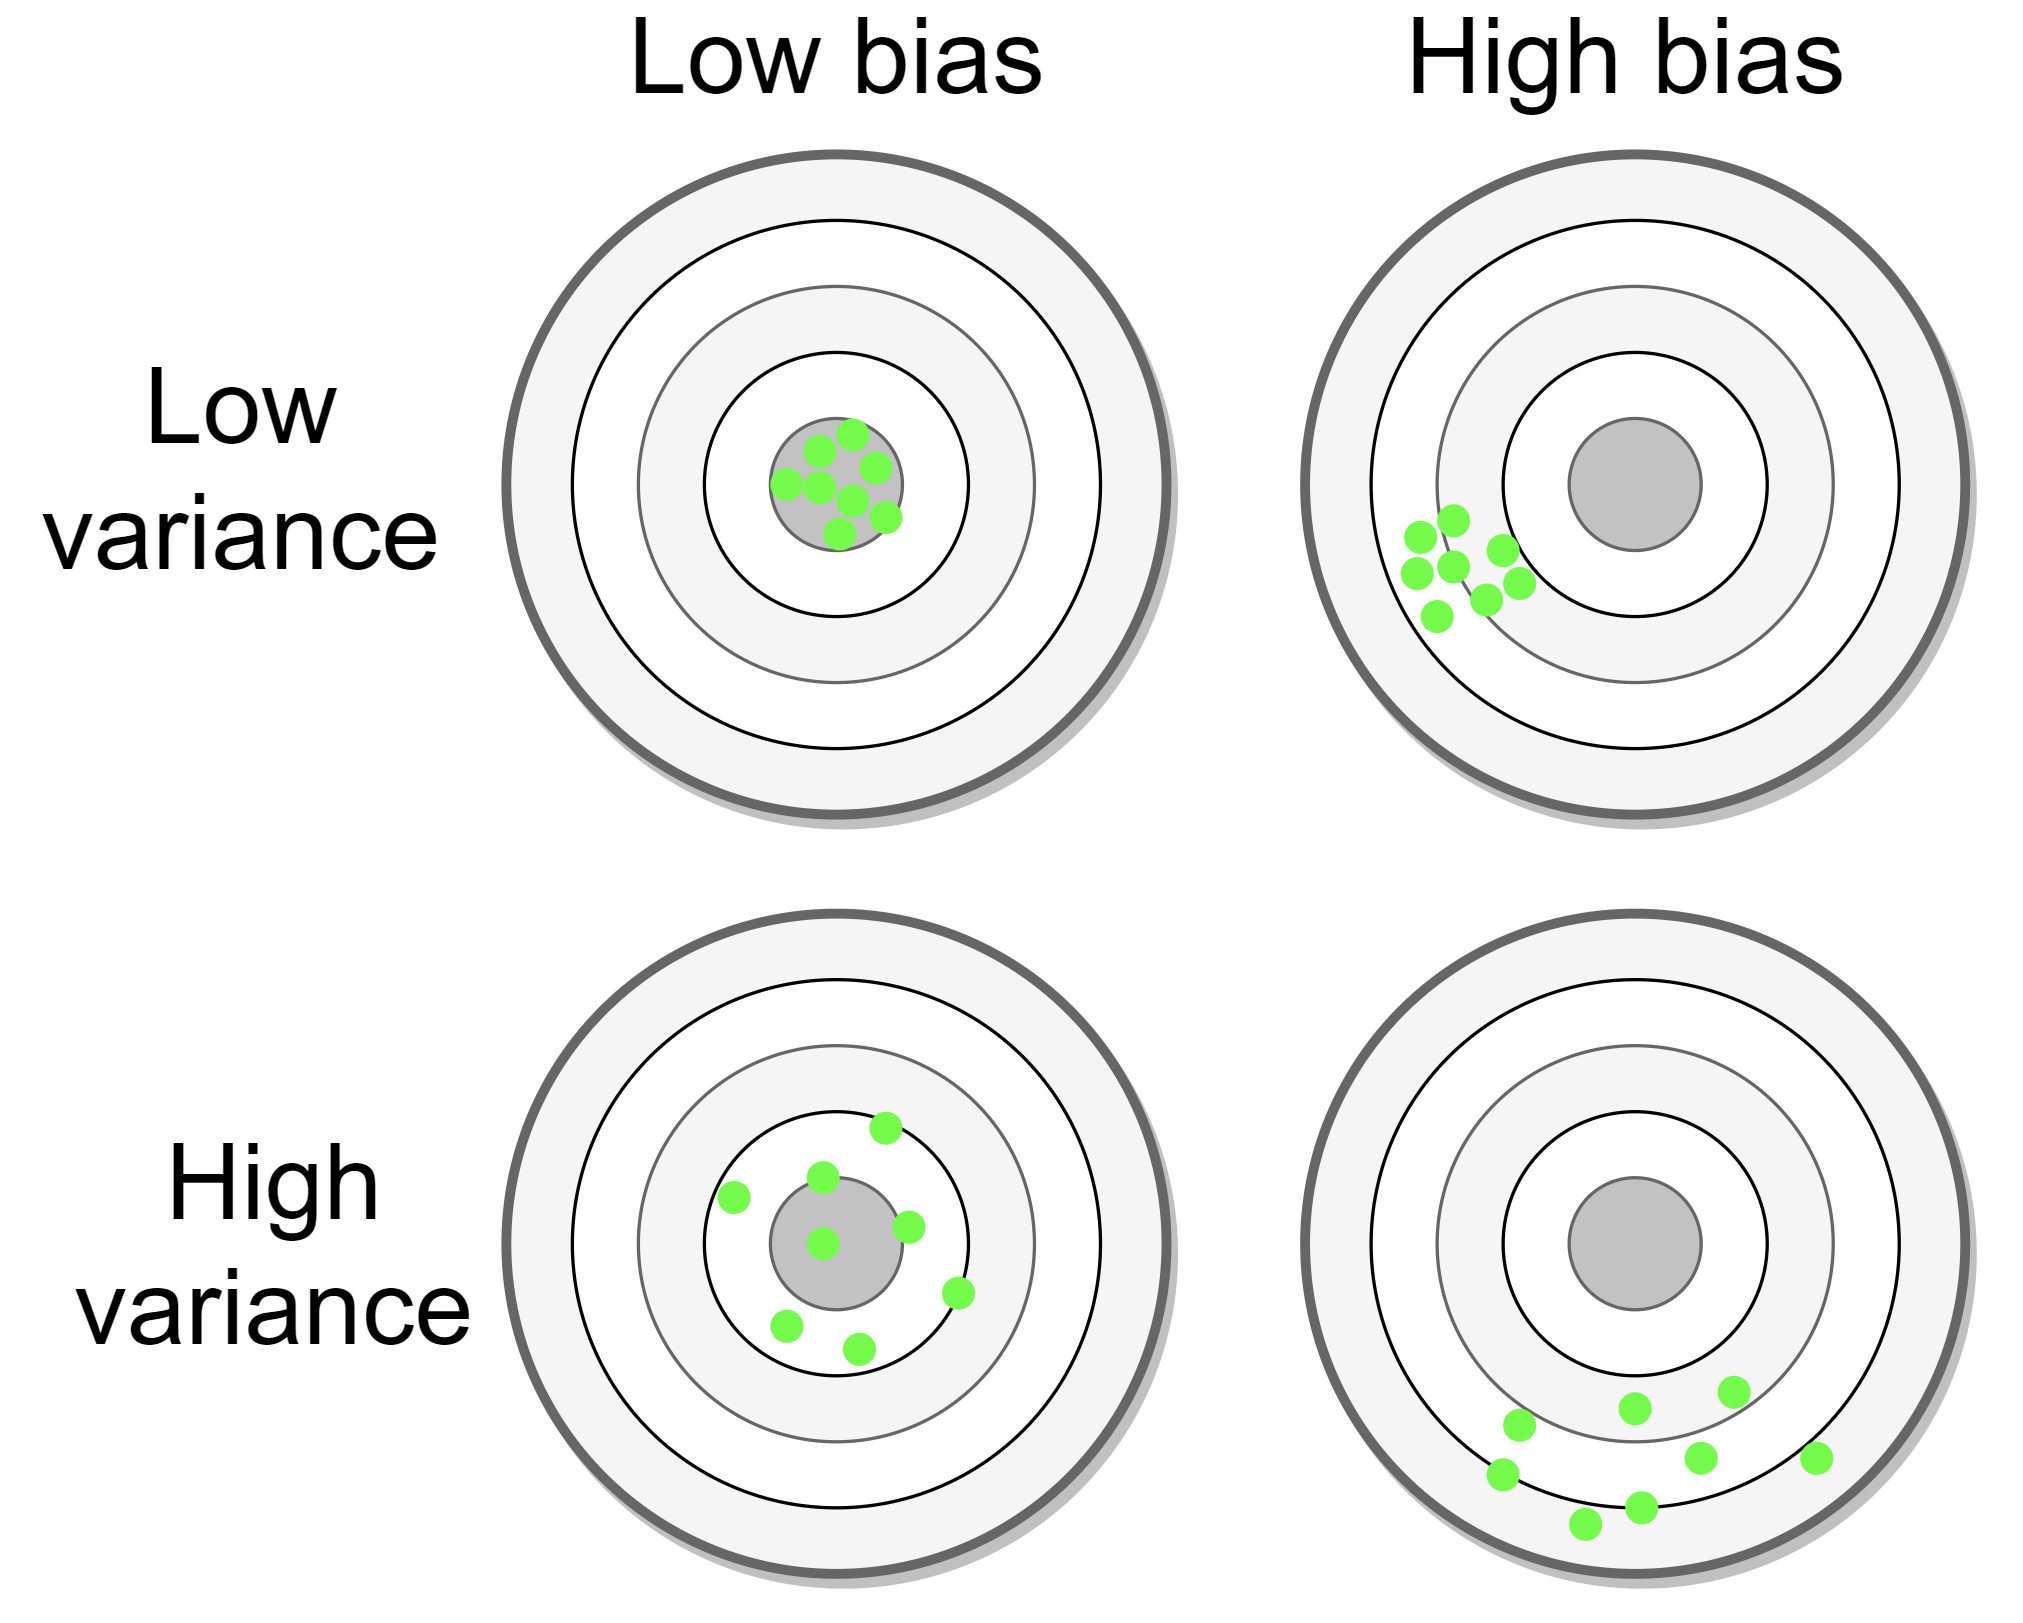 Low bias
High bias
Low
variance
High
variance